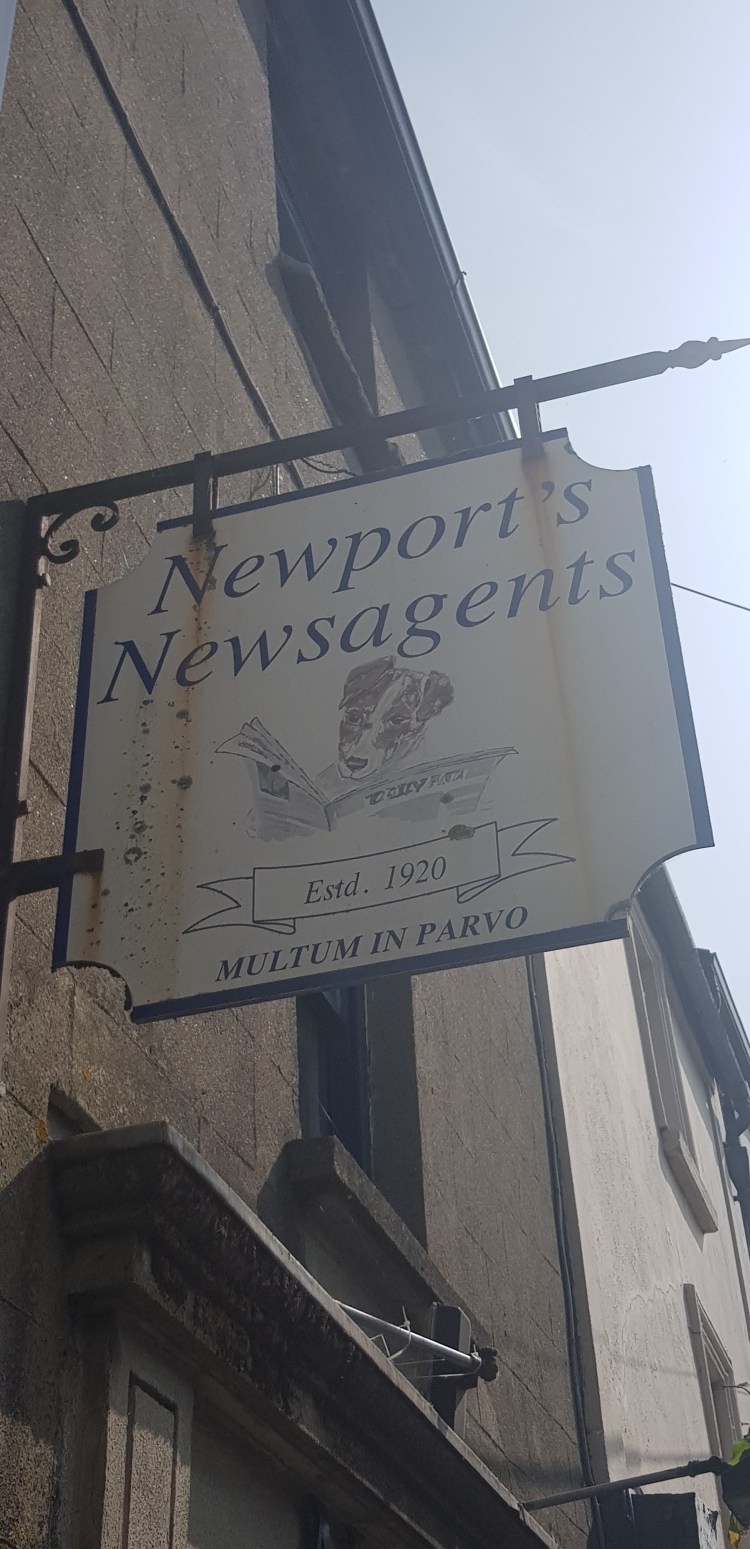 Newport's
Newsagents
Estd. 1920
MULTUM IN PARVO